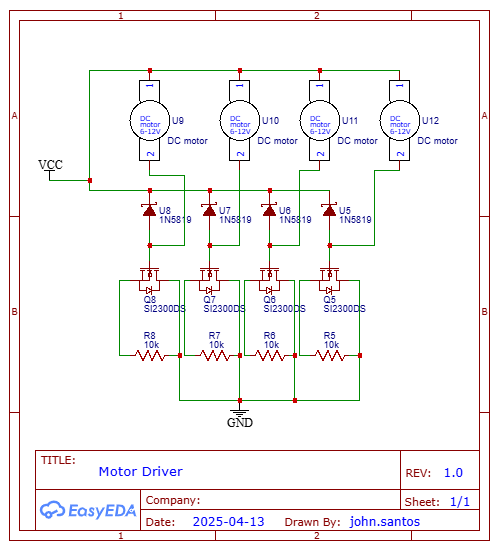 1 2
A A
1 1 1 1
DC motor 6-12V U9 DC motor 6-12V U10 DC motor 6-12V U11 DC motor 6-12V U12
DC motor DC motor DC motor DC motor
2 2 2 2
VCC
U8 U7 U6 U5
1N5819 1N5819 1N5819 1N5819
Q8 Q7 Q6 Q5
SI2300DS SI2300DS SI2300DS SI2300DS
B B
R8 R7 R6 R5
10k 10k 10k 10k
GND
TITLE:
Motor Driver
REV: 1.0
EasyEDA
Company:
Sheet: 1/1
Date: 2025-04-13 Drawn By: john.santos
1 2